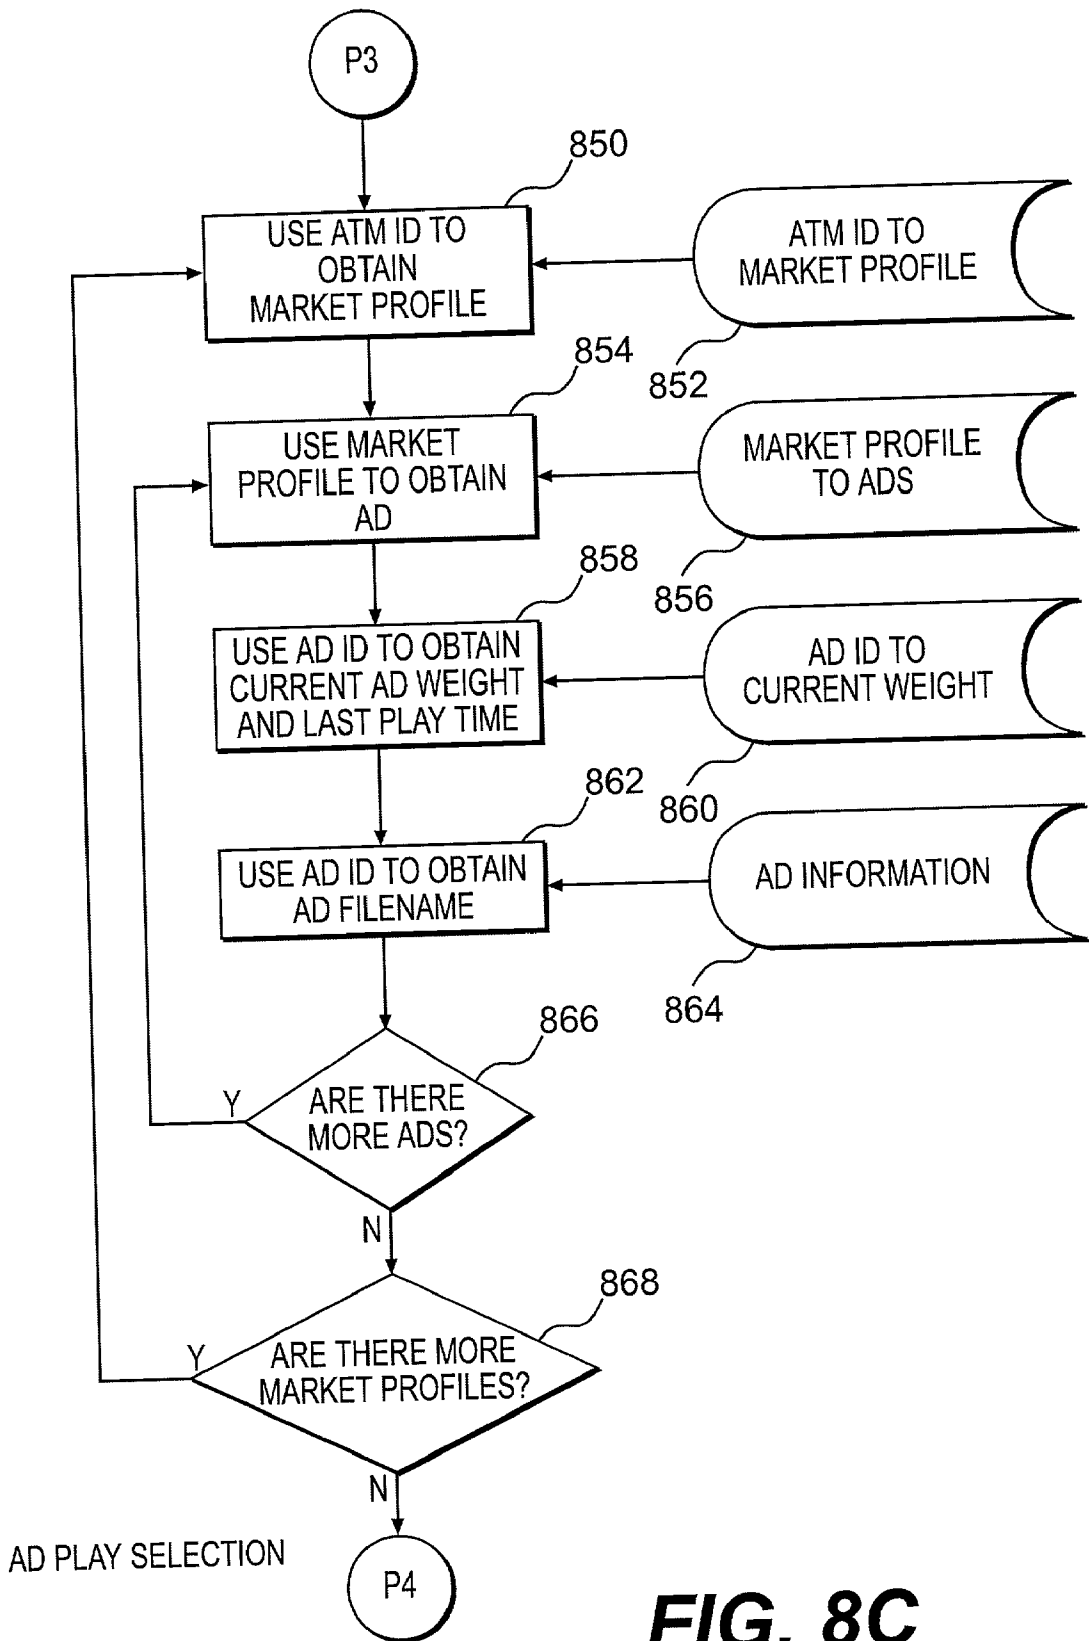 P3
850
USE ATM ID TO
OBTAIN
MARKET PROFILE
ATM ID TO
MARKET PROFILE
852
854
USE MARKET
PROFILE TO OBTAIN
AD
MARKET PROFILE
TO ADS
856
858
USE AD ID TO OBTAIN
CURRENT AD WEIGHT
AND LAST PLAY TIME
AD ID TO
CURRENT WEIGHT
860
862
USE AD ID TO OBTAIN
AD FILENAME
AD INFORMATION
864
866
ARE THERE
MORE ADS?
Y
N
868
ARE THERE MORE
MARKET PROFILES?
Y
N
AD PLAY SELECTION
P4
FIG. 8C